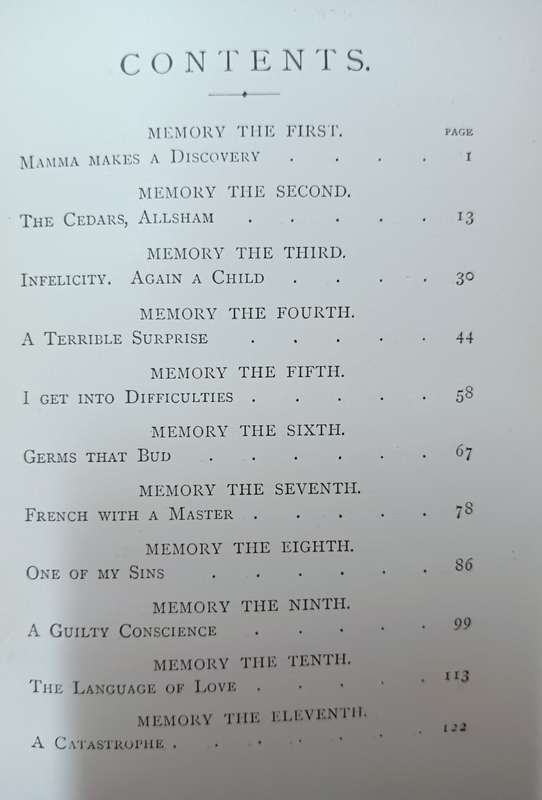 CONTENTS.
MEMORY THE FIRST. PAGE
MAMMA MAKES A DISCOVERY . . . . 1
MEMORY THE SECOND.
THE CEDARS, ALLSHAM . . . . . 13
MEMORY THE THIRD.
INFELICITY. AGAIN A CHILD . . . . 30
MEMORY THE FOURTH.
A TERRIBLE SURPRISE . . . . . 44
MEMORY THE FIFTH.
I GET INTO DIFFICULTIES . . . . . 58
MEMORY THE SIXTH.
GERMS THAT BUD . . . . . . 67
MEMORY THE SEVENTH.
FRENCH WITH A MASTER . . . . . 78
MEMORY THE EIGHTH.
ONE OF MY SINS . . . . . . 86
MEMORY THE NINTH.
A GUILTY CONSCIENCE . . . . . 99
MEMORY THE TENTH.
THE LANGUAGE OF LOVE . . . . . 113
MEMORY THE ELEVENTH.
A CATASTROPHE . . . . . . 122